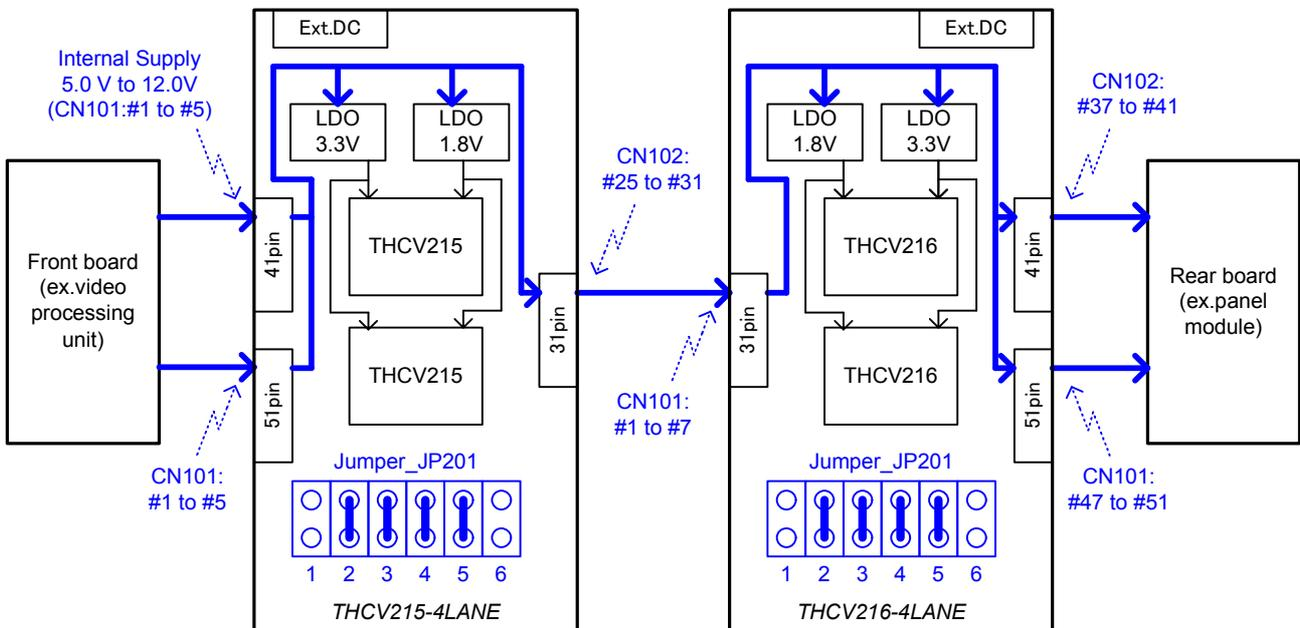 Ext.DC
Ext.DC
Internal Supply
5.0 V to 12.0V
(CN101:#1 to #5)
CN102:
#37 to #41
LDO
3.3V
LDO
1.8V
LDO
1.8V
LDO
3.3V
CN102:
#25 to #31
41pin
THCV215
THCV216
41pin
Front board
(ex.video
processing
unit)
Rear board
(ex.panel
module)
31pin
31pin
51pin
THCV215
THCV216
51pin
CN101:
#1 to #7
CN101:
#1 to #5
Jumper_JP201
Jumper_JP201
CN101:
#47 to #51
1 2 3 4 5 6
1 2 3 4 5 6
THCV215-4LANE
THCV216-4LANE